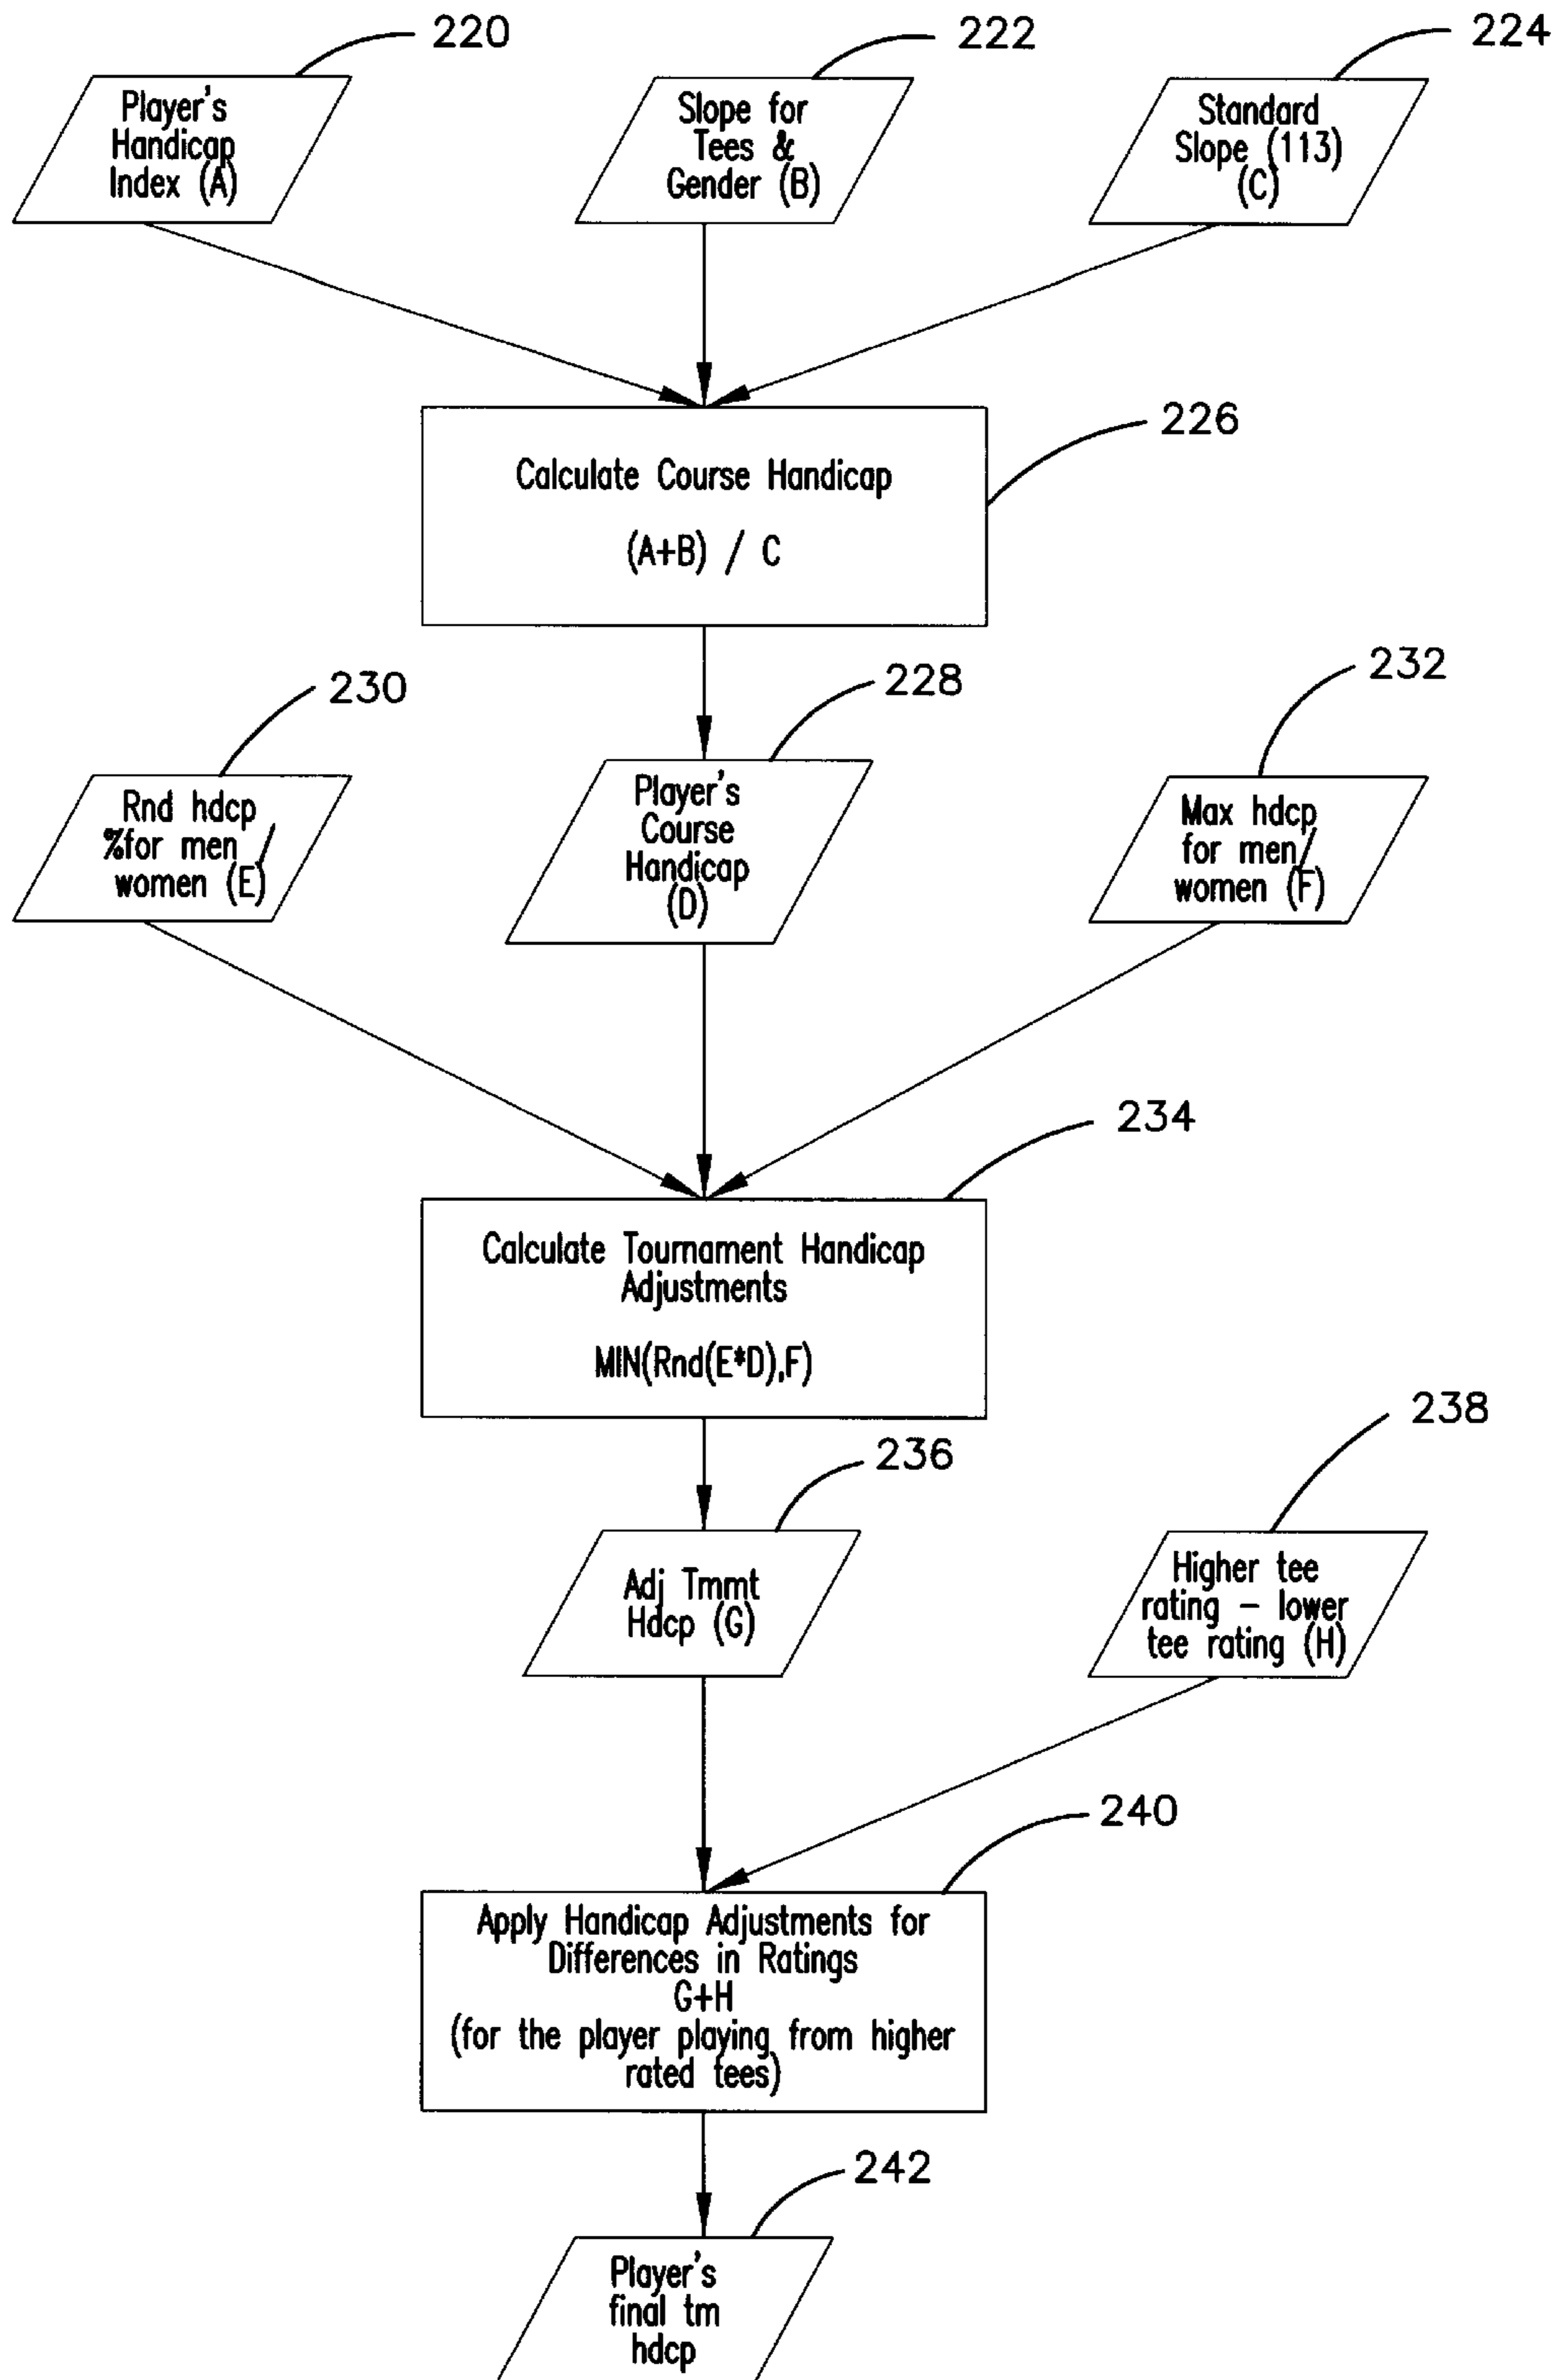 220
222
224
Player's
Handicap
Index (A)
Slope for
Tees &
Gender (B)
Standard
Slope (113)
(C)
226
Calculate Course Handicap
(A+B) / C
230
228
232
Rnd hdcp
%for men /
women (E)
Player's
Course
Handicap
(D)
Max hdcp
for men/
women (F)
234
Calculate Tournament Handicap
Adjustments
MIN(Rnd(E*D),F)
236
238
Adj Tmmt
Hdcp (G)
Higher tee
rating – lower
tee rating (H)
240
Apply Handicap Adjustments for
Differences in Ratings
G+H
(for the player playing from higher
rated tees)
242
Player's
final tm
hdcp